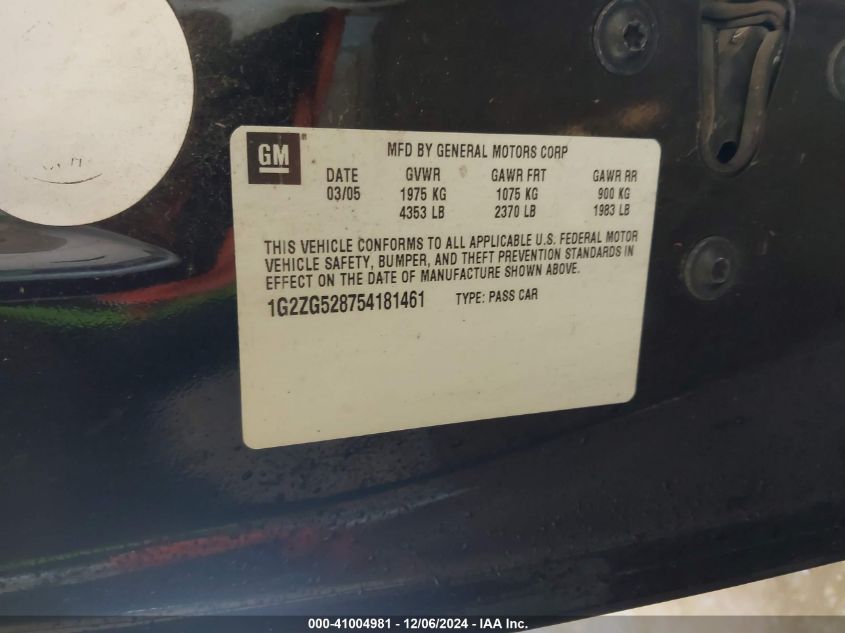 GM®
MFD BY GENERAL MOTORS CORP
DATE GVWR GAWR FRT GAWR RR
03/05 1975 KG 1075 KG 900 KG
4353 LB 2370 LB 1983 LB
THIS VEHICLE CONFORMS TO ALL APPLICABLE U.S. FEDERAL MOTOR
VEHICLE SAFETY, BUMPER, AND THEFT PREVENTION STANDARDS IN
EFFECT ON THE DATE OF MANUFACTURE SHOWN ABOVE.
1G2ZG528754181461 TYPE: PASS CAR
000-41004981 - 12/06/2024 - IAA Inc.